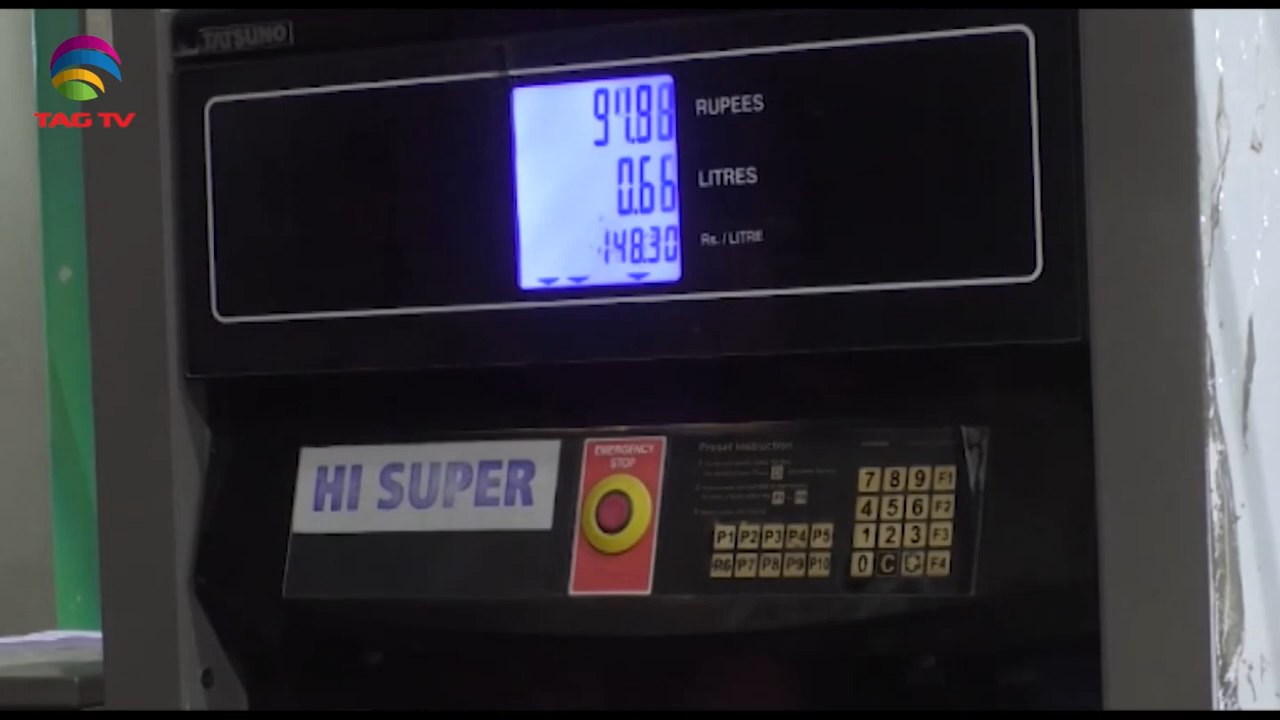 TATSUNO
TAG TV
97.88 RUPEES
0.66 LITRES
148.30 Rs. / LITRE
HI SUPER
EMERGENCY
STOP
Preset Instruction
7 8 9 F1
4 5 6 F2
1 2 3 F3
0 C F4
P1 P2 P3 P4 P5
P6 P7 P8 P9 P10